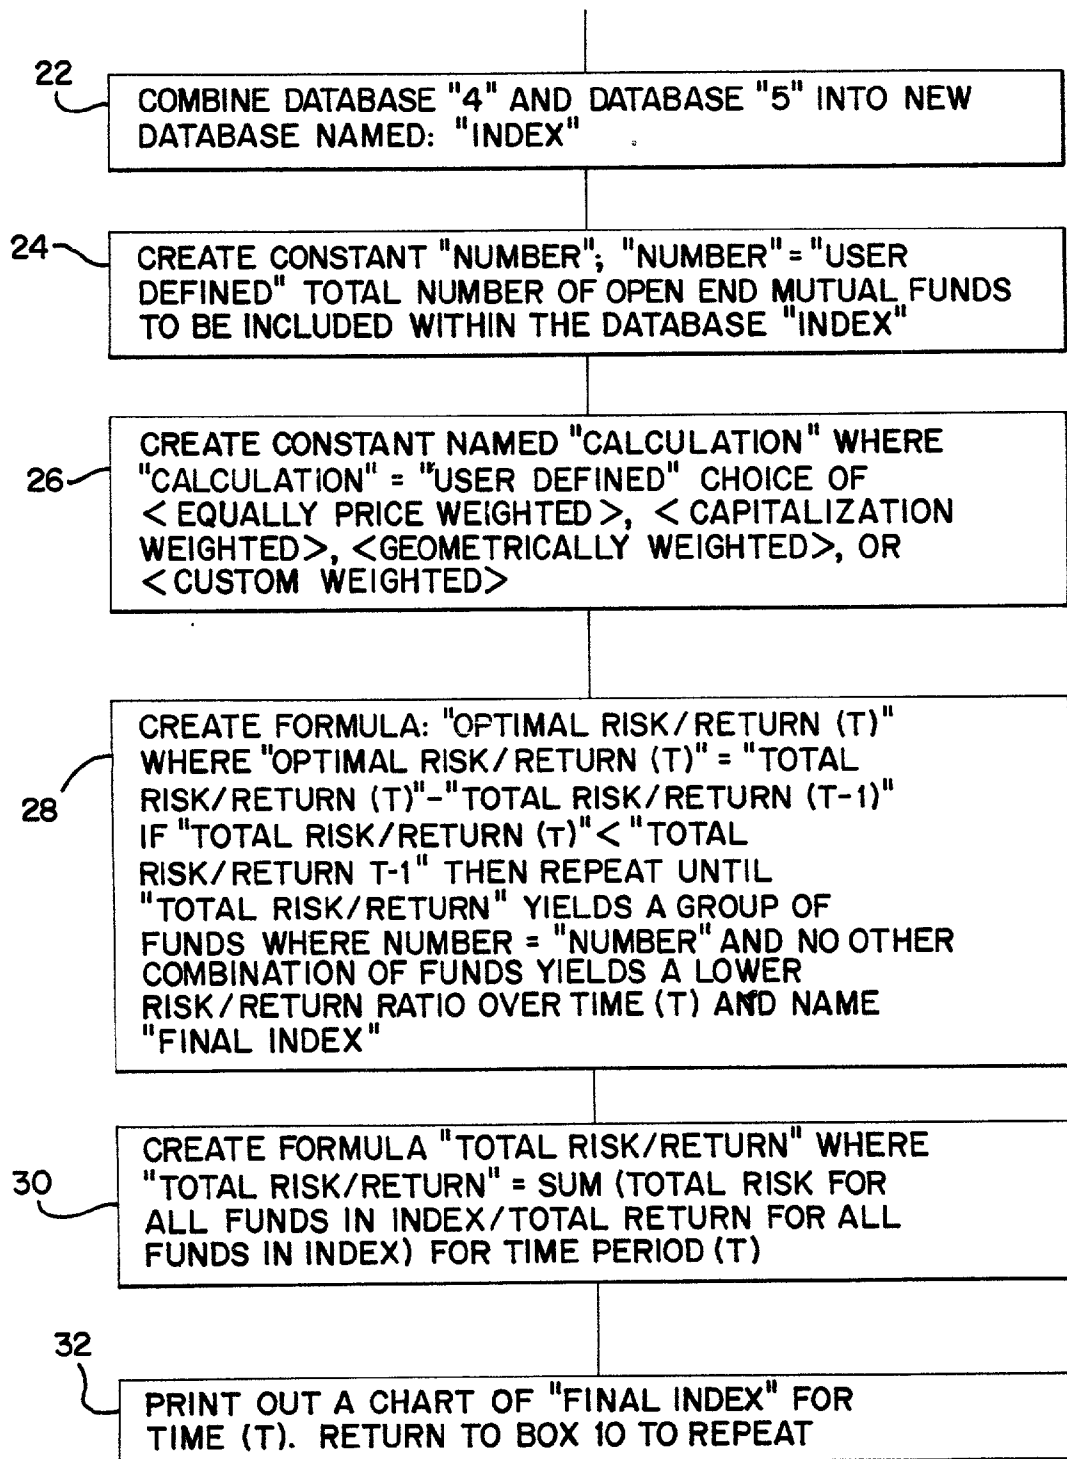 22
COMBINE DATABASE "4" AND DATABASE "5" INTO NEW
DATABASE NAMED: "INDEX"
24
CREATE CONSTANT "NUMBER"; "NUMBER"="USER
DEFINED" TOTAL NUMBER OF OPEN END MUTUAL FUNDS
TO BE INCLUDED WITHIN THE DATABASE "INDEX"
26
CREATE CONSTANT NAMED "CALCULATION" WHERE
"CALCULATION" = "USER DEFINED" CHOICE OF
<EQUALLY PRICE WEIGHTED>, <CAPITALIZATION
WEIGHTED>, <GEOMETRICALLY WEIGHTED>, OR
<CUSTOM WEIGHTED>
28
CREATE FORMULA: "OPTIMAL RISK/RETURN (T)"
WHERE "OPTIMAL RISK/RETURN (T)" = "TOTAL
RISK/RETURN (T)"-"TOTAL RISK/RETURN (T-1)"
IF "TOTAL RISK/RETURN (T)"< "TOTAL
RISK/RETURN T-1" THEN REPEAT UNTIL
"TOTAL RISK/RETURN" YIELDS A GROUP OF
FUNDS WHERE NUMBER = "NUMBER" AND NO OTHER
COMBINATION OF FUNDS YIELDS A LOWER
RISK/RETURN RATIO OVER TIME (T) AND NAME
"FINAL INDEX"
30
CREATE FORMULA "TOTAL RISK/RETURN" WHERE
"TOTAL RISK/RETURN" = SUM (TOTAL RISK FOR
ALL FUNDS IN INDEX/TOTAL RETURN FOR ALL
FUNDS IN INDEX) FOR TIME PERIOD (T)
32
PRINT OUT A CHART OF "FINAL INDEX" FOR
TIME (T). RETURN TO BOX 10 TO REPEAT